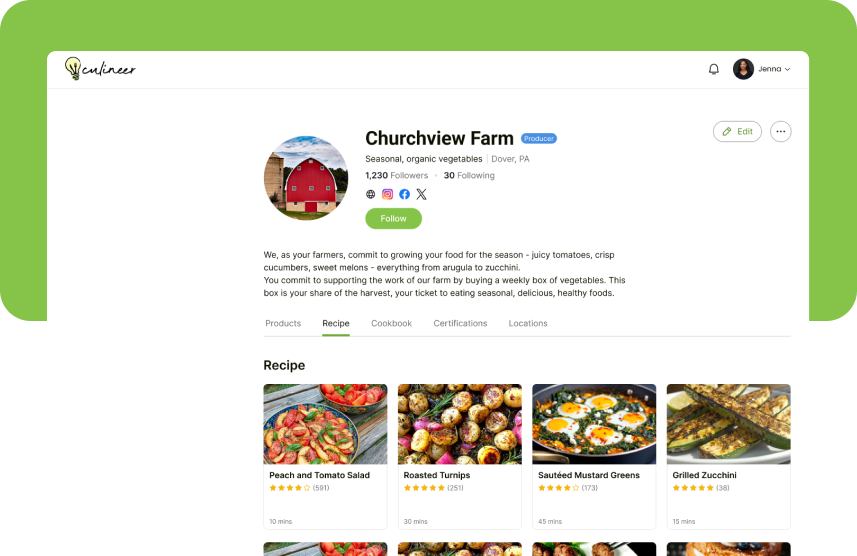 culineer
Jenna
Churchview Farm Producer
Edit
Seasonal, organic vegetables | Dover, PA
1,230 Followers • 30 Following
Follow
We, as your farmers, commit to growing your food for the season - juicy tomatoes, crisp
cucumbers, sweet melons - everything from arugula to zucchini.
You commit to supporting the work of our farm by buying a weekly box of vegetables. This
box is your share of the harvest, your ticket to eating seasonal, delicious, healthy foods.
Products Recipe Cookbook Certifications Locations
Recipe
Peach and Tomato Salad
(591)
10 mins
Roasted Turnips
(251)
30 mins
Sautéed Mustard Greens
(173)
45 mins
Grilled Zucchini
(38)
15 mins